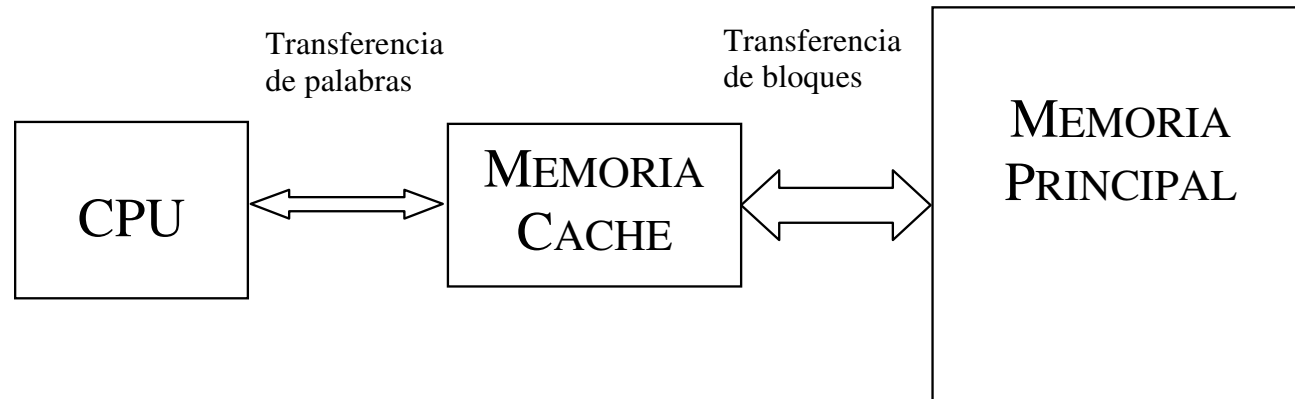 Transferencia
de palabras
Transferencia
de bloques
CPU
MEMORIA
CACHE
MEMORIA
PRINCIPAL